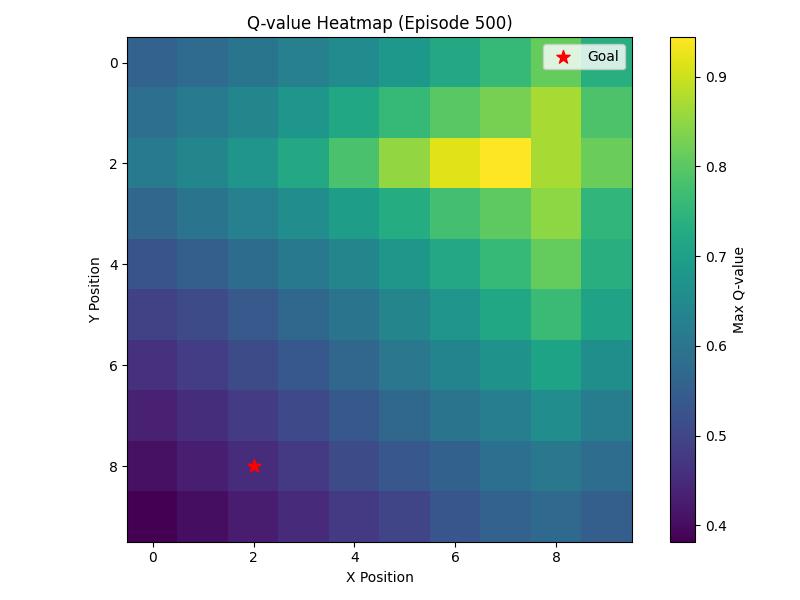 Q-value Heatmap (Episode 500)
Goal
0
2
4
6
8
Y Position
0 2 4 6 8
X Position
0.9
0.8
0.7
0.6
0.5
0.4
Max Q-value